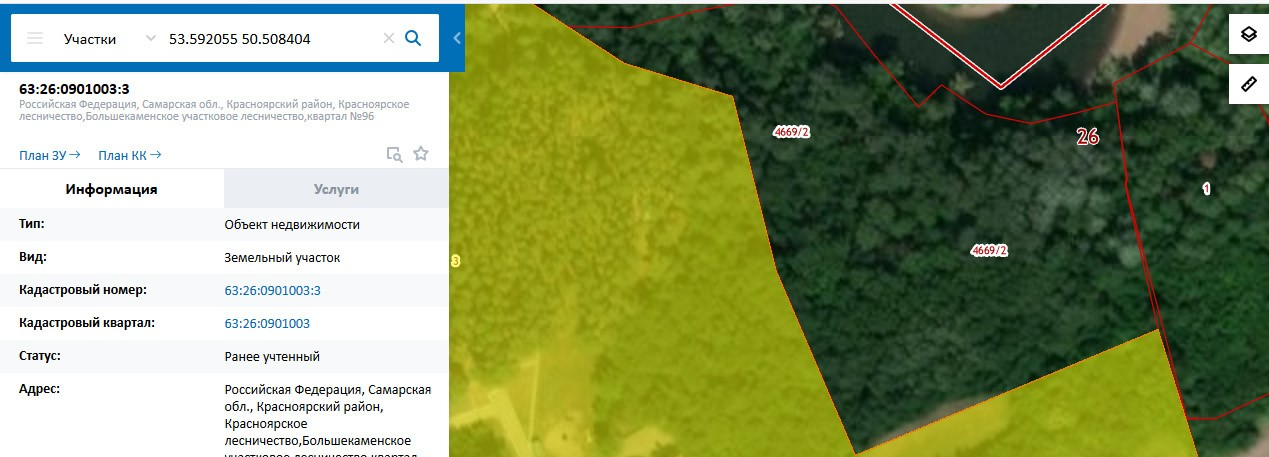 Участки 53.592055 50.508404
63:26:0901003:3
Российская Федерация, Самарская обл., Красноярский район, Красноярское
лесничество,Большекаменское участковое лесничество,квартал №96
План ЗУ → План КК →
Информация Услуги
Тип: Объект недвижимости
Вид: Земельный участок
Кадастровый номер: 63:26:0901003:3
Кадастровый квартал: 63:26:0901003
Статус: Ранее учтенный
Адрес: Российская Федерация, Самарская
обл., Красноярский район,
Красноярское
лесничество,Большекаменское
участковое лесничество,квартал
4669/2
26
1
4669/2
3